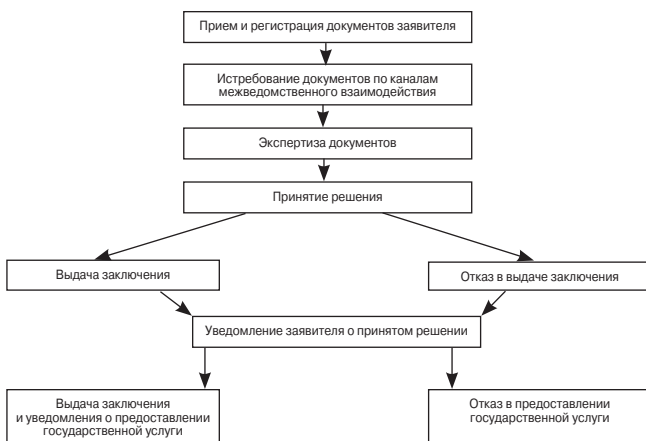 Прием и регистрация документов заявителя
Истребование документов по каналам
межведомственного взаимодействия
Экспертиза документов
Принятие решения
Выдача заключения
Отказ в выдаче заключения
Уведомление заявителя о принятом решении
Выдача заключения
и уведомления о предоставлении
государственной услуги
Отказ в предоставлении
государственной услуги